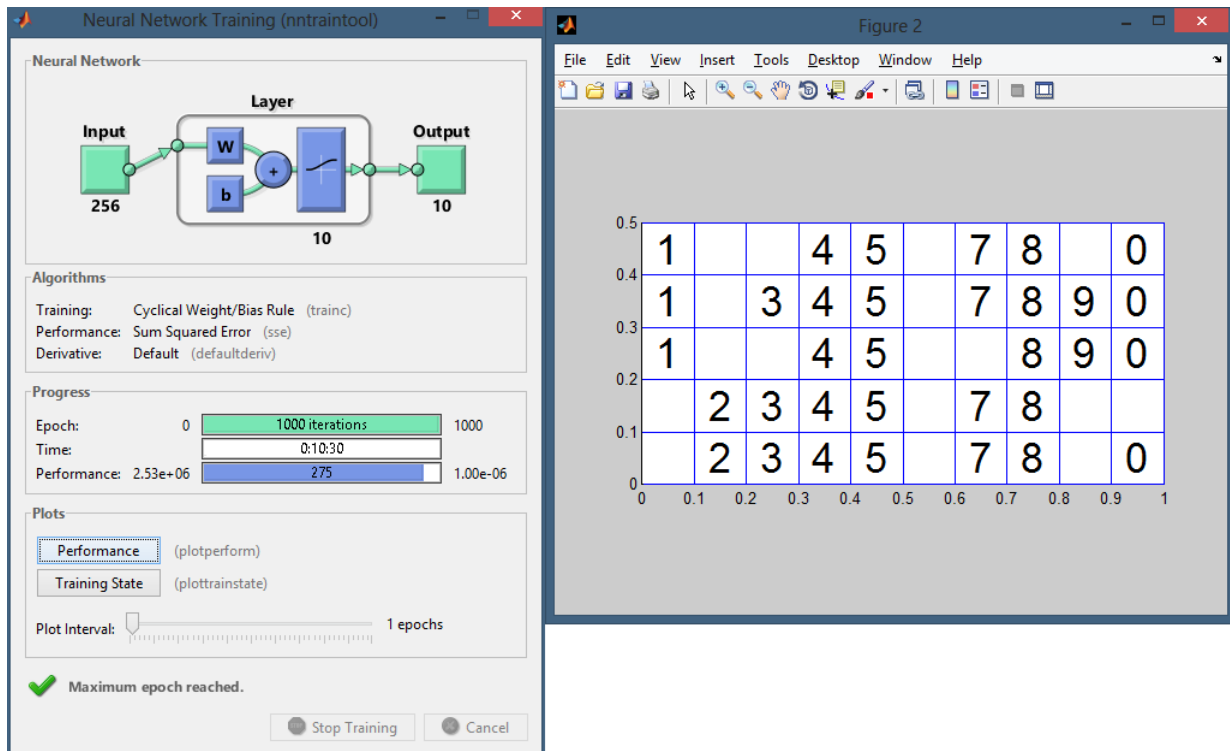 Neural Network Training (nntraintool)
Neural Network
Layer
Input
Output
W
b
+
256
10
10
Algorithms
Training: Cyclical Weight/Bias Rule (trainc)
Performance: Sum Squared Error (sse)
Derivative: Default (defaultderiv)
Progress
Epoch: 0 1000 iterations 1000
Time: 0:10:30
Performance: 2.53e+06 275 1.00e-06
Plots
Performance (plotperform)
Training State (plottrainstate)
Plot Interval: 1 epochs
Maximum epoch reached.
Stop Training Cancel
Figure 2
File Edit View Insert Tools Desktop Window Help
0.5
1 4 5 7 8 0
0.4
1 3 4 5 7 8 9 0
0.3
1 4 5 8 9 0
0.2
2 3 4 5 7 8
0.1
2 3 4 5 7 8 0
0
0 0.1 0.2 0.3 0.4 0.5 0.6 0.7 0.8 0.9 1